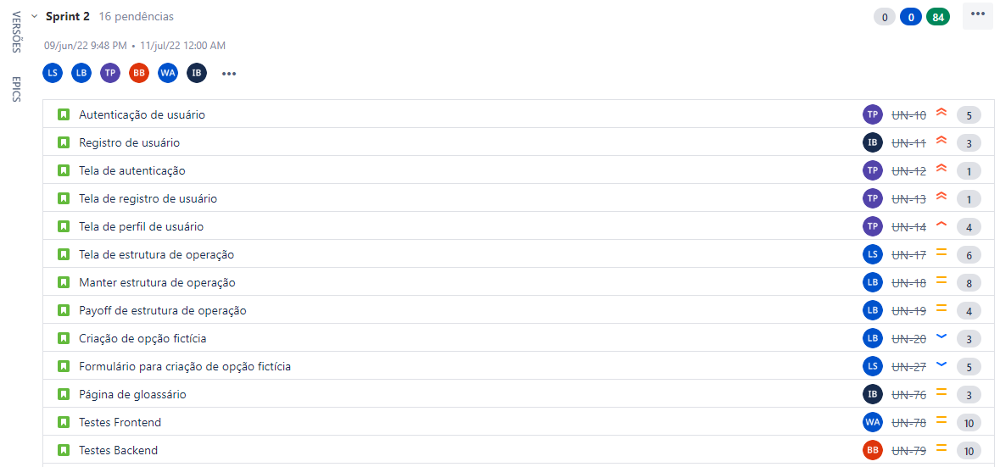 VERSÕES
EPICS
Sprint 2 16 pendências 0 0 84 •••
09/jun/22 9:48 PM • 11/jul/22 12:00 AM
LS LB TP BB WA IB •••
Autenticação de usuário TP UN-10 5
Registro de usuário IB UN-11 3
Tela de autenticação TP UN-12 1
Tela de registro de usuário TP UN-13 1
Tela de perfil de usuário TP UN-14 4
Tela de estrutura de operação LS UN-17 6
Manter estrutura de operação LB UN-18 8
Payoff de estrutura de operação LB UN-19 4
Criação de opção fictícia LB UN-20 3
Formulário para criação de opção fictícia LS UN-27 5
Página de gloassário IB UN-76 3
Testes Frontend WA UN-78 10
Testes Backend BB UN-79 10